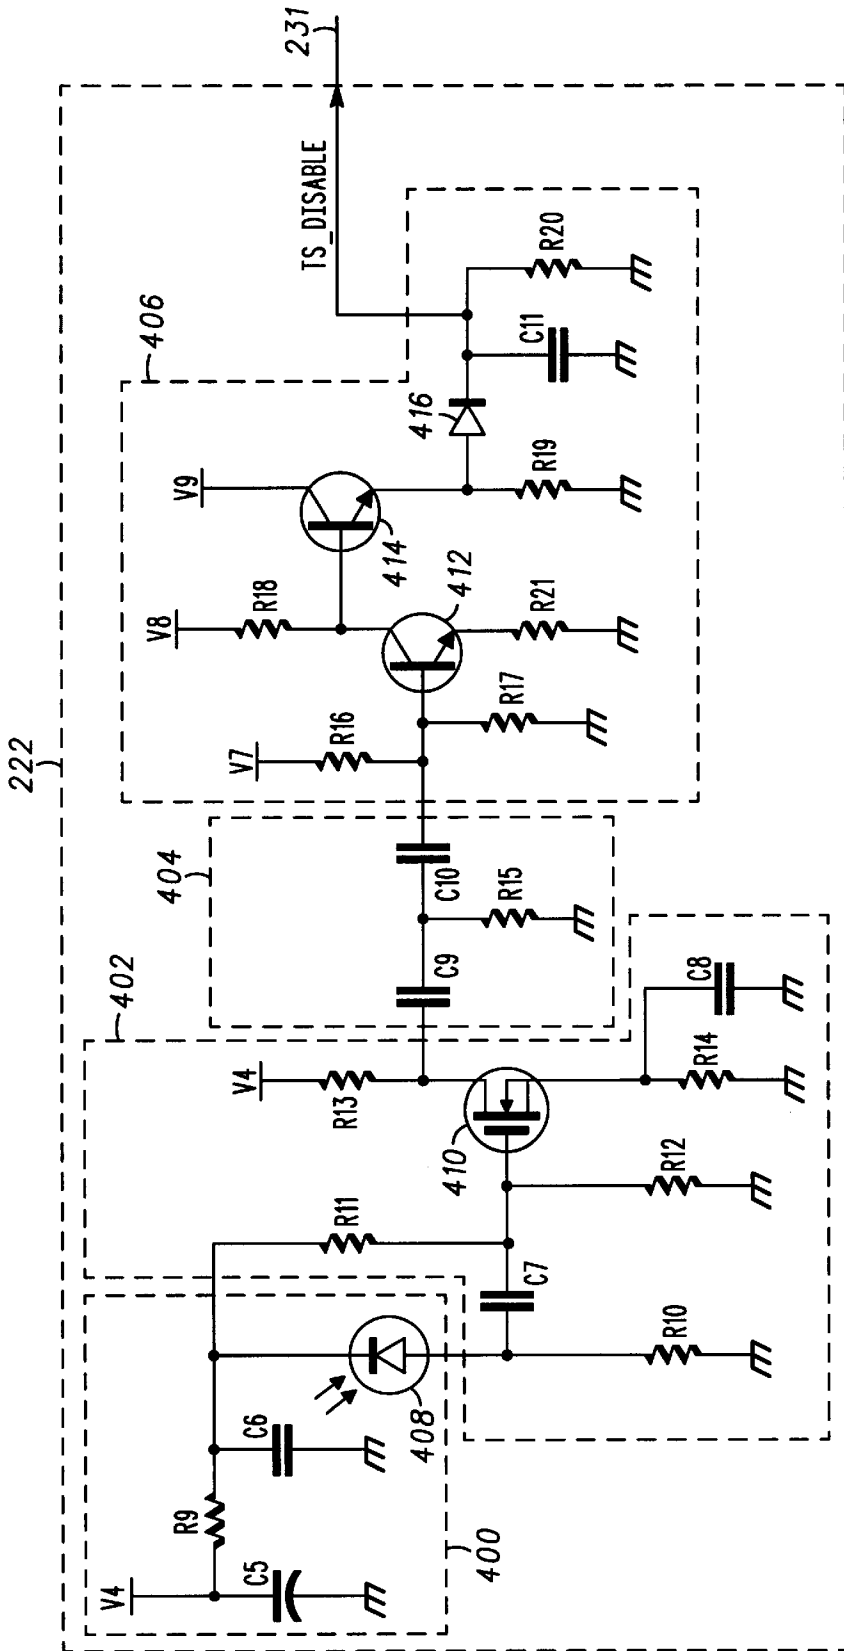 222
231
TS_DISABLE
406
V9
V8
R18
414
416
C11
R20
R19
412
R21
V7
R16
R17
404
C10
R15
C9
402
V4
R13
410
C8
R14
R11
R12
C7
R10
V4
R9
C5
C6
408
400